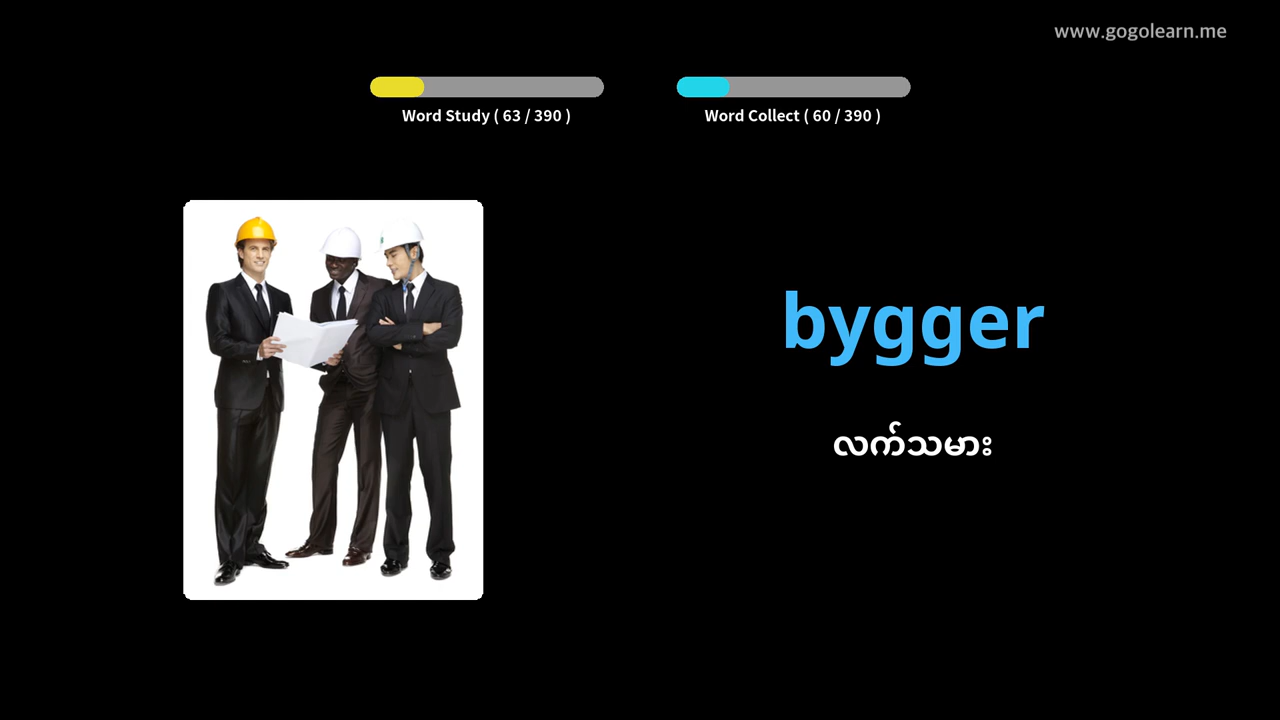 www.gogolearn.me
Word Study ( 63 / 390 )
Word Collect ( 60 / 390 )
bygger
လက်သမား